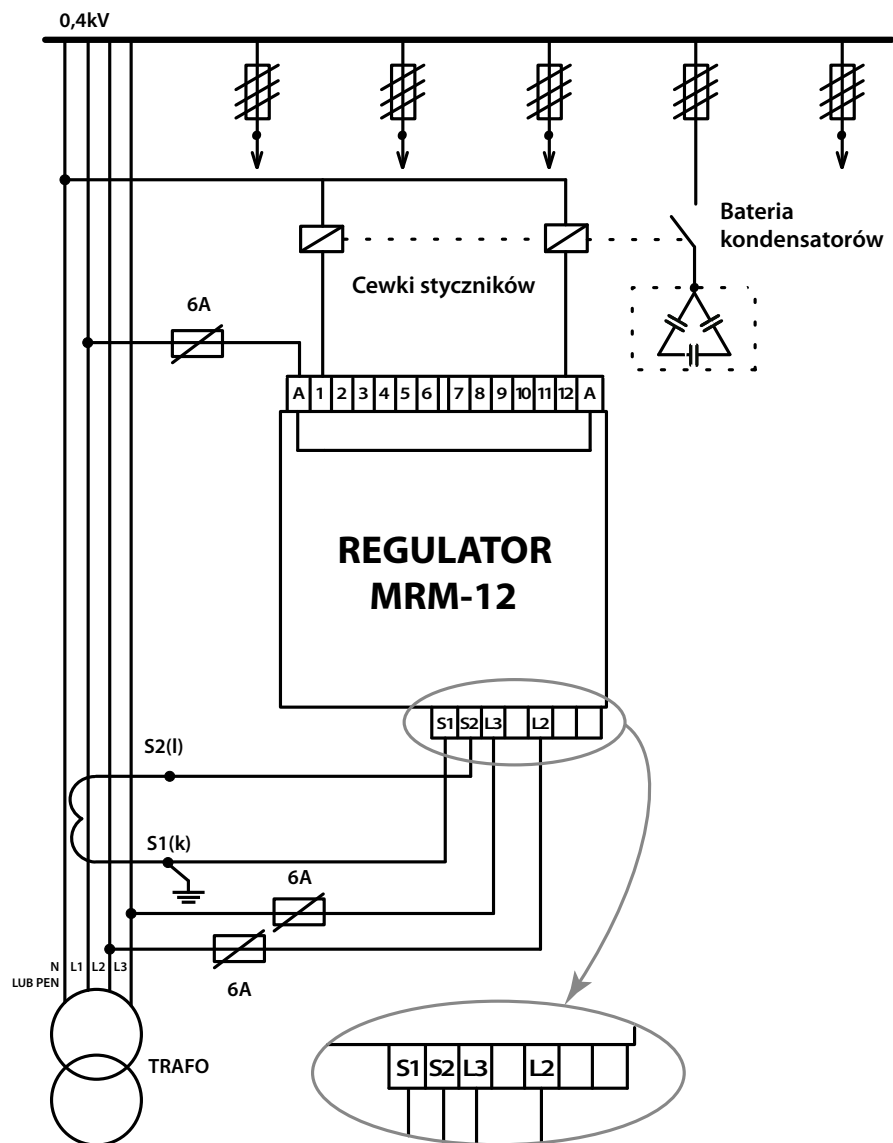 0,4kV
Bateria
kondensatorów
Cewki styczników
6A
A 1 2 3 4 5 6 7 8 9 10 11 12 A
REGULATOR
MRM-12
S1 S2 L3 L2
S2(l)
S1(k)
6A
N L1 L2 L3
LUB PEN
6A
TRAFO
S1 S2 L3 L2